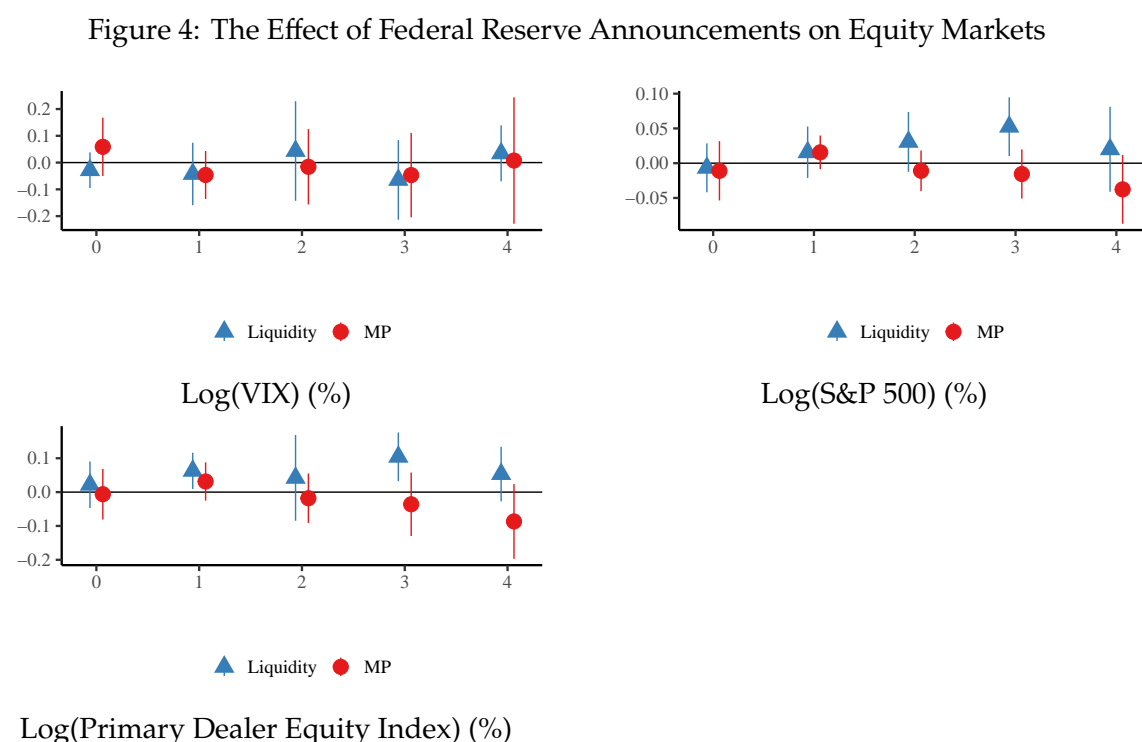 Figure 4: The Effect of Federal Reserve Announcements on Equity Markets
0.2
0.1
0.0
−0.1
−0.2
0 1 2 3 4
Liquidity MP
Log(VIX) (%)
0.10
0.05
0.00
−0.05
0 1 2 3 4
Liquidity MP
Log(S&P 500) (%)
0.1
0.0
−0.1
−0.2
0 1 2 3 4
Liquidity MP
Log(Primary Dealer Equity Index) (%)